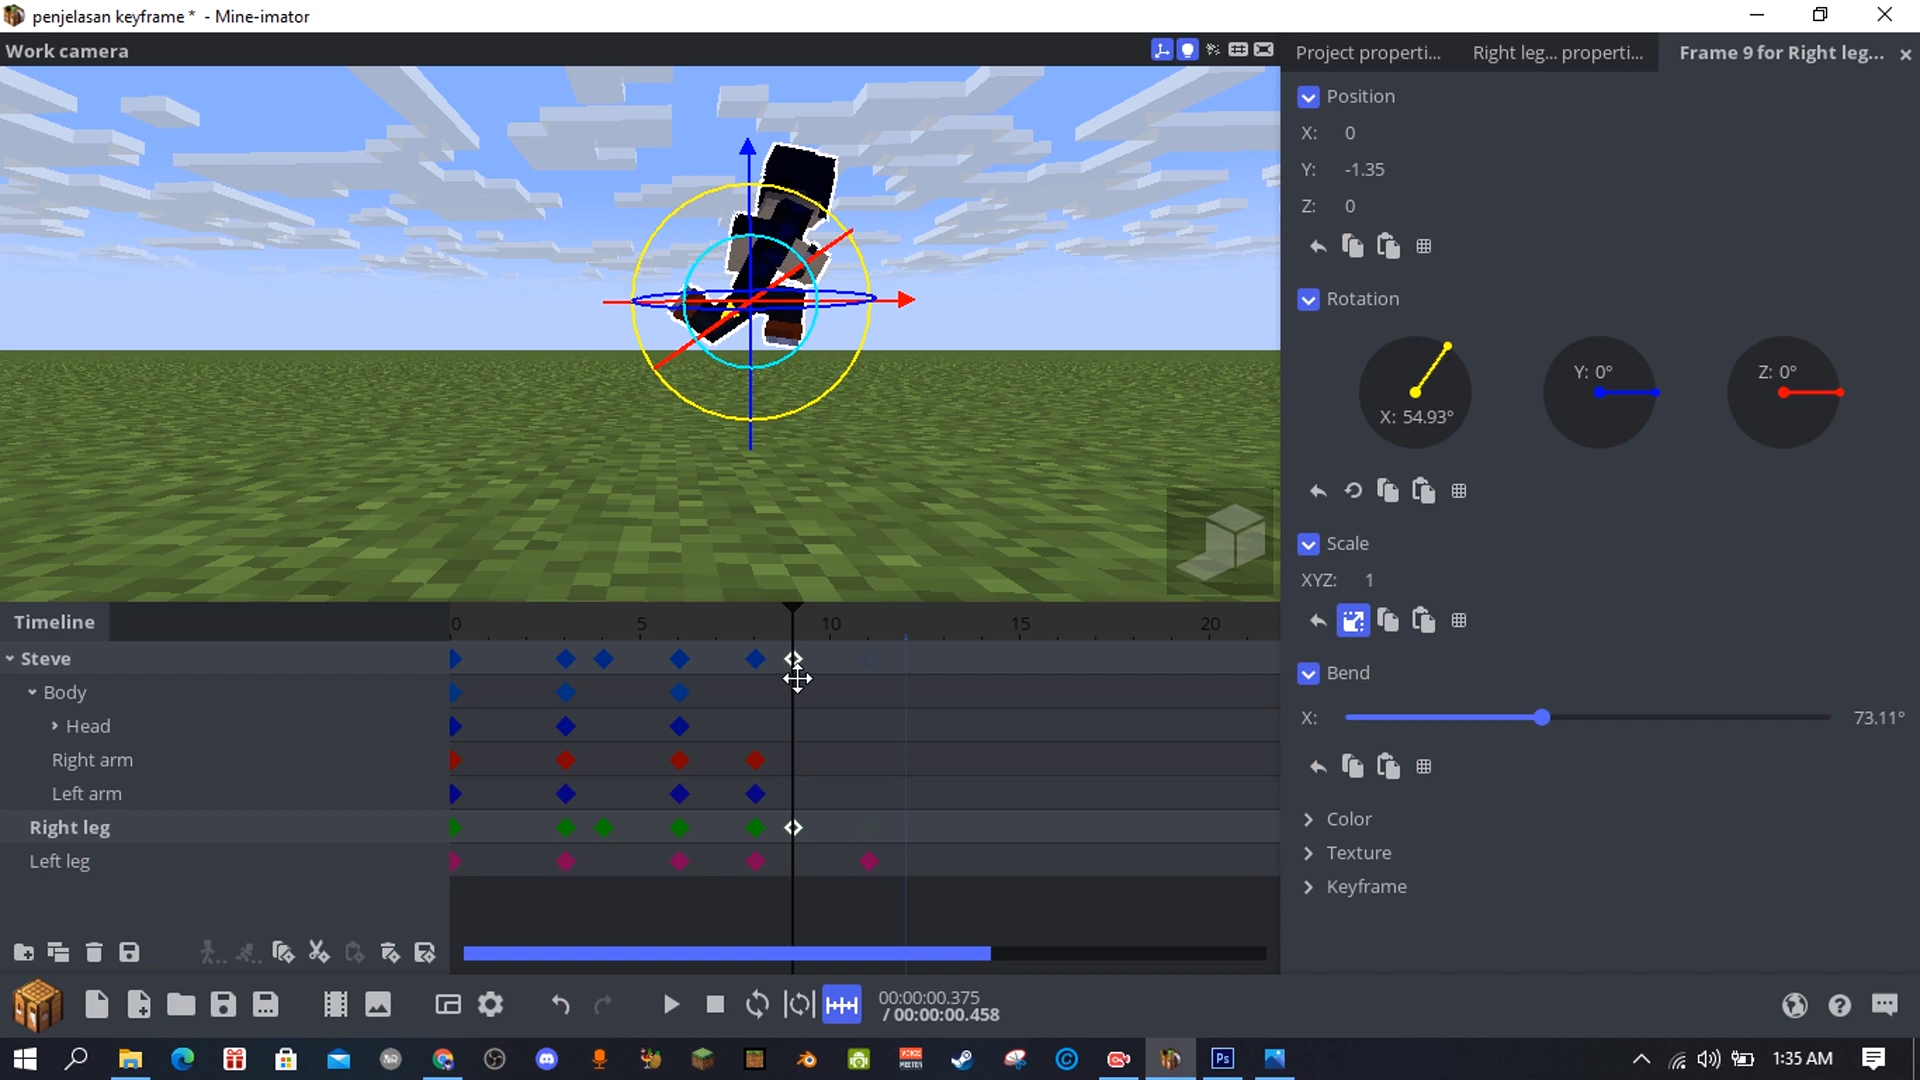 penjelasan keyframe * - Mine-imator
Work camera
Project properti...
Right leg... properti...
Frame 9 for Right leg...
Position
X: 0
Y: -1.35
Z: 0
Rotation
X: 54.93°
Y: 0°
Z: 0°
Scale
XYZ: 1
Bend
X: 73.11°
Color
Texture
Keyframe
Timeline
0 5 10 15 20
Steve
Body
Head
Right arm
Left arm
Right leg
Left leg
00:00:00.375
/ 00:00:00.458
Ps
1:35 AM